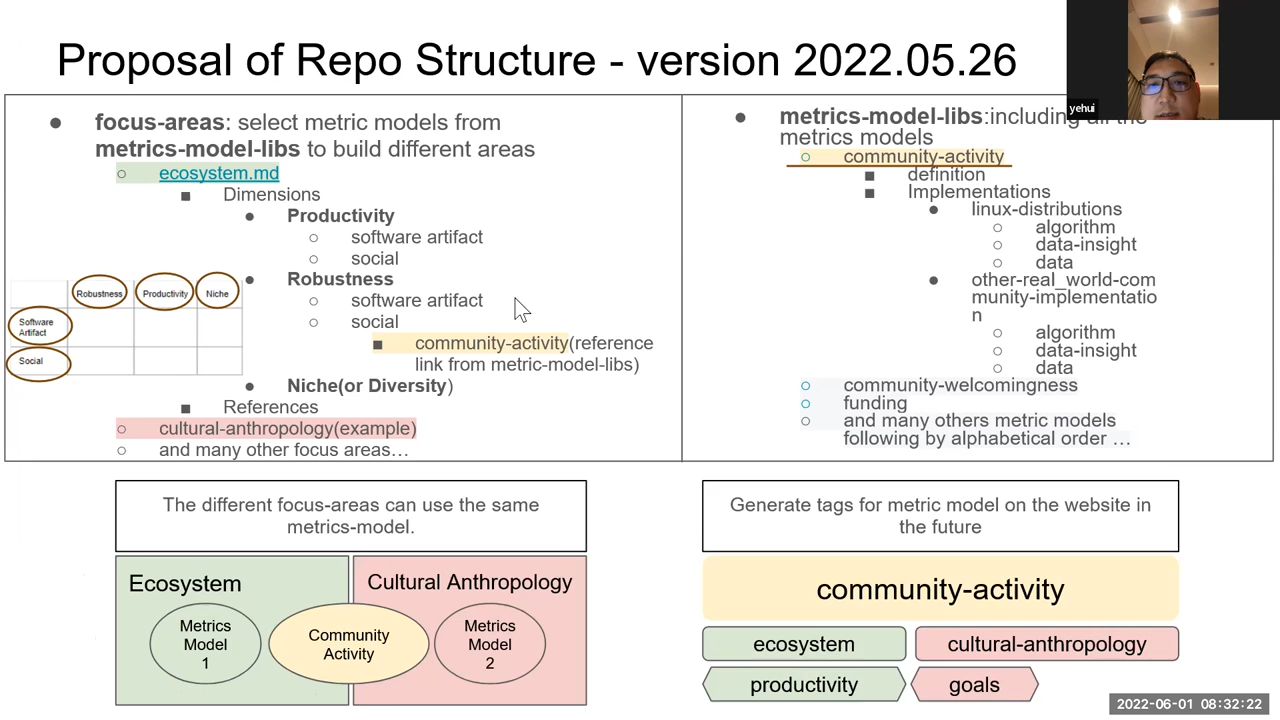 Proposal of Repo Structure - version 2022.05.26
yehui
focus-areas: select metric models from
metrics-model-libs to build different areas
ecosystem.md
Dimensions
Productivity
software artifact
social
Robustness
software artifact
social
community-activity(reference
link from metric-model-libs)
Niche(or Diversity)
References
cultural-anthropology(example)
and many other focus areas…
Robustness Productivity Niche
Software
Artifact
Social
metrics-model-libs:including all the
metrics models
community-activity
definition
Implementations
linux-distributions
algorithm
data-insight
data
other-real_world-com
munity-implementatio
n
algorithm
data-insight
data
community-welcomingness
funding
and many others metric models
following by alphabetical order …
The different focus-areas can use the same
metrics-model.
Ecosystem
Cultural Anthropology
Metrics
Model
1
Community
Activity
Metrics
Model
2
Generate tags for metric model on the website in
the future
community-activity
ecosystem
cultural-anthropology
productivity
goals
2022-06-01 08:32:22